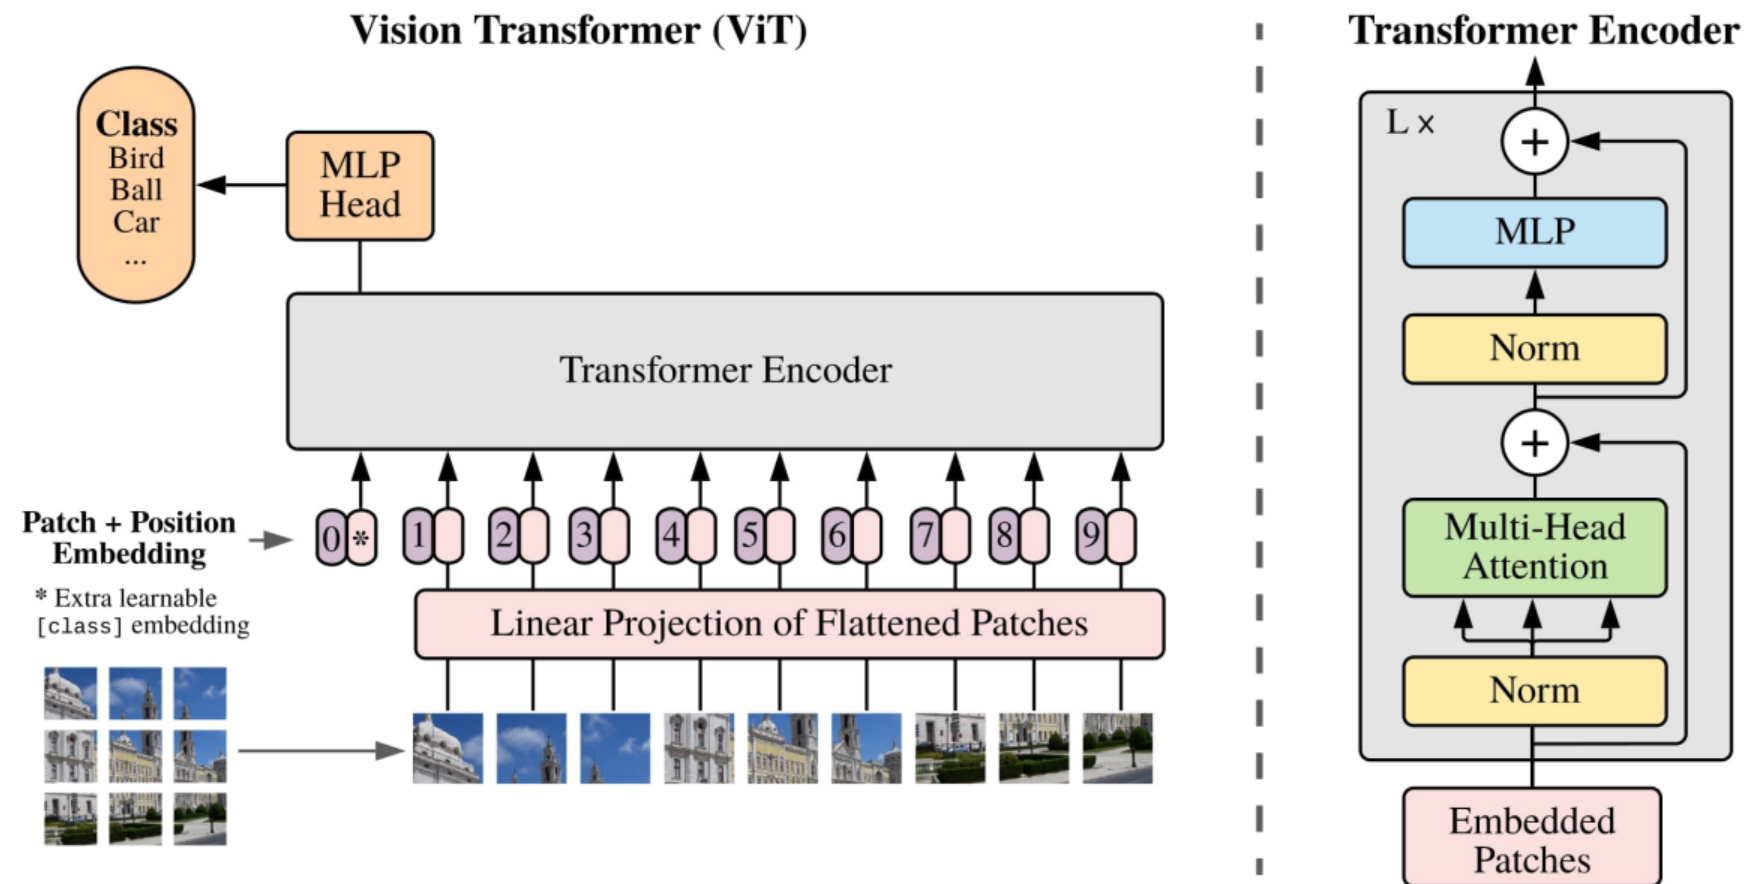 Vision Transformer (ViT)
Class
Bird
Ball
Car
...
MLP
Head
Transformer Encoder
Patch + Position
Embedding
0 * 1 2 3 4 5 6 7 8 9
* Extra learnable
[class] embedding
Linear Projection of Flattened Patches
Transformer Encoder
L x
+
MLP
Norm
+
Multi-Head
Attention
Norm
Embedded
Patches